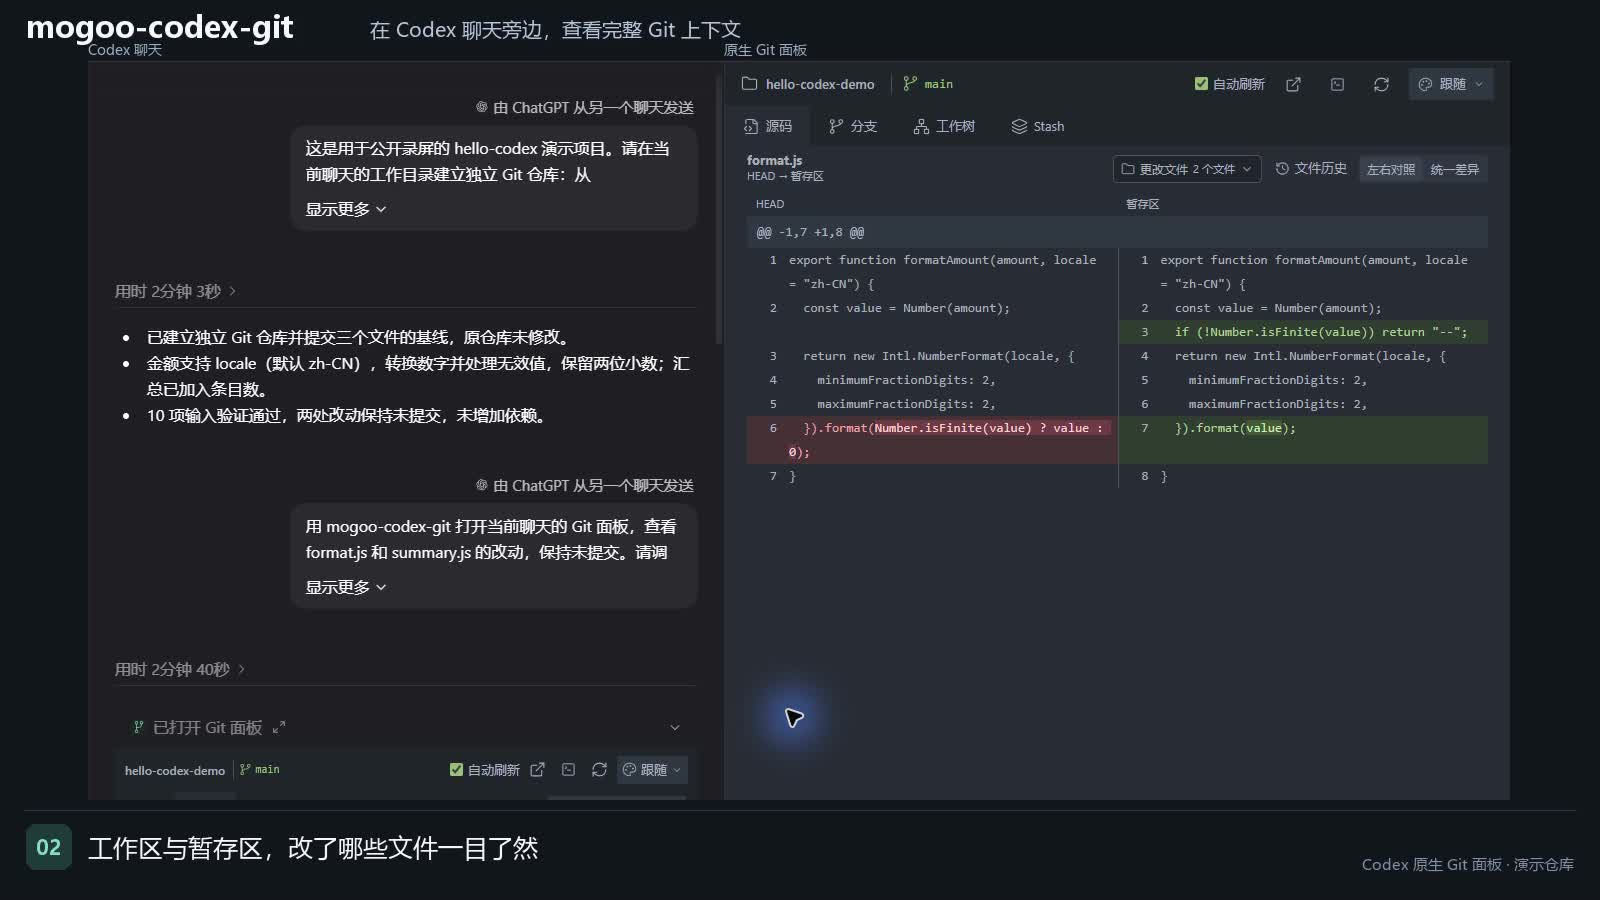 mogoo-codex-git
在 Codex 聊天旁边，查看完整 Git 上下文
Codex 聊天
由 ChatGPT 从另一个聊天发送
这是用于公开录屏的 hello-codex 演示项目。请在当
前聊天的工作目录建立独立 Git 仓库：从
显示更多
用时 2分钟 3秒
• 已建立独立 Git 仓库并提交三个文件的基线，原仓库未修改。
• 金额支持 locale（默认 zh-CN），转换数字并处理无效值，保留两位小数；汇
总已加入条目数。
• 10 项输入验证通过，两处改动保持未提交，未增加依赖。
由 ChatGPT 从另一个聊天发送
用 mogoo-codex-git 打开当前聊天的 Git 面板，查看
format.js 和 summary.js 的改动，保持未提交。请调
显示更多
用时 2分钟 40秒
已打开 Git 面板
hello-codex-demo main 自动刷新 跟随
原生 Git 面板
hello-codex-demo main 自动刷新 跟随
源码 分支 工作树 Stash
format.js
HEAD → 暂存区
更改文件 2 个文件 文件历史 左右对照 统一差异
HEAD
暂存区
@@ -1,7 +1,8 @@
1 export function formatAmount(amount, locale
= "zh-CN") {
2 const value = Number(amount);
3 return new Intl.NumberFormat(locale, {
4 minimumFractionDigits: 2,
5 maximumFractionDigits: 2,
6 }).format(Number.isFinite(value) ? value :
0);
7 }
1 export function formatAmount(amount, locale
= "zh-CN") {
2 const value = Number(amount);
3 if (!Number.isFinite(value)) return "--";
4 return new Intl.NumberFormat(locale, {
5 minimumFractionDigits: 2,
6 maximumFractionDigits: 2,
7 }).format(value);
8 }
02 工作区与暂存区，改了哪些文件一目了然
Codex 原生 Git 面板 · 演示仓库